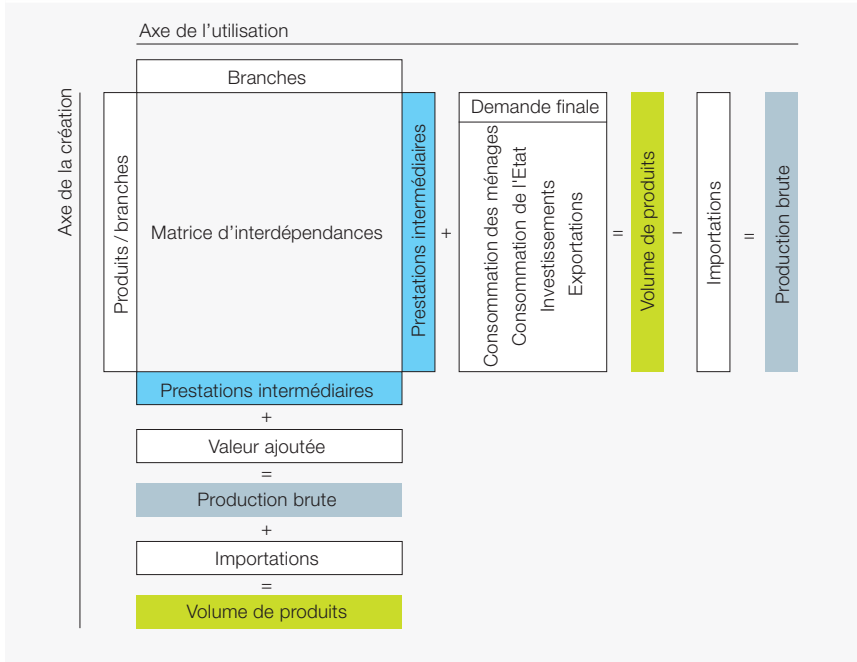 Axe de l'utilisation
Axe de la création
Branches
Produits / branches
Matrice d'interdépendances
Prestations intermédiaires
+
Demande finale
Consommation des ménages
Consommation de l'Etat
Investissements
Exportations
=
Volume de produits
–
Importations
=
Production brute
Prestations intermédiaires
+
Valeur ajoutée
=
Production brute
+
Importations
=
Volume de produits